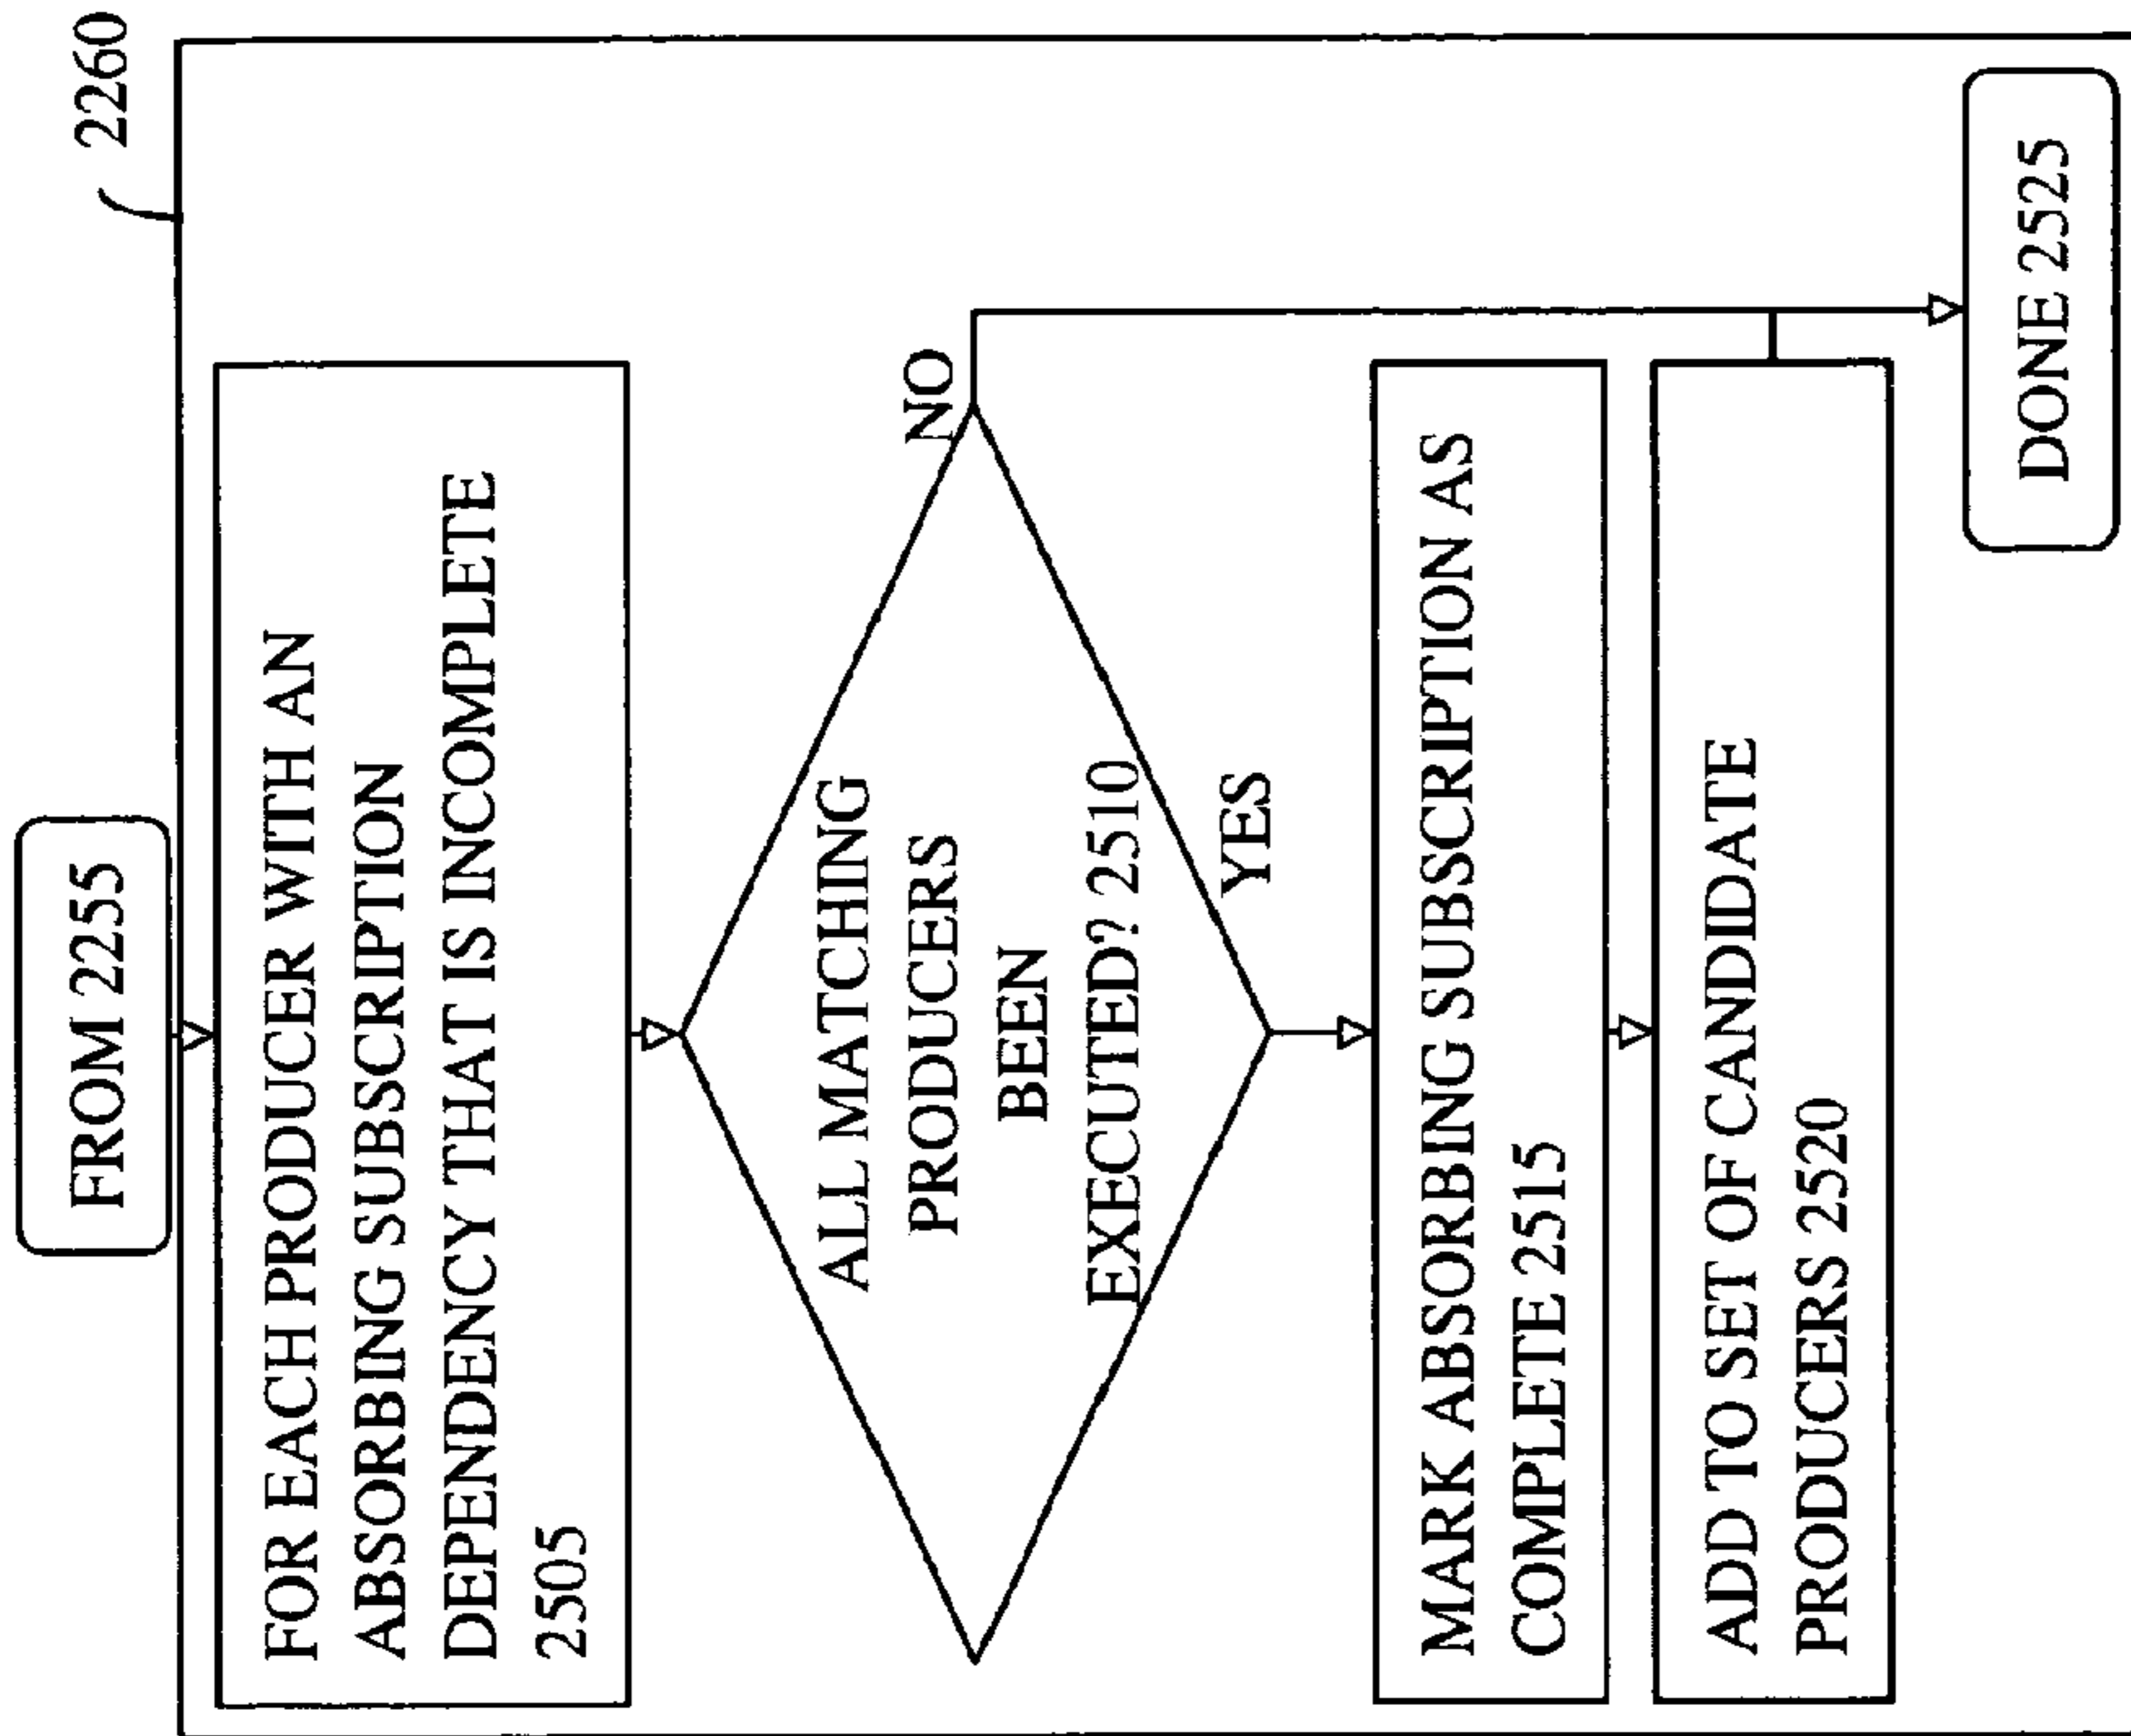 2260
FROM 2255
FOR EACH PRODUCER WITH AN
ABSORBING SUBSCRIPTION
DEPENDENCY THAT IS INCOMPLETE
2505
ALL MATCHING
PRODUCERS
BEEN
EXECUTED? 2510
NO
YES
MARK ABSORBING SUBSCRIPTION AS
COMPLETE 2515
ADD TO SET OF CANDIDATE
PRODUCERS 2520
DONE 2525